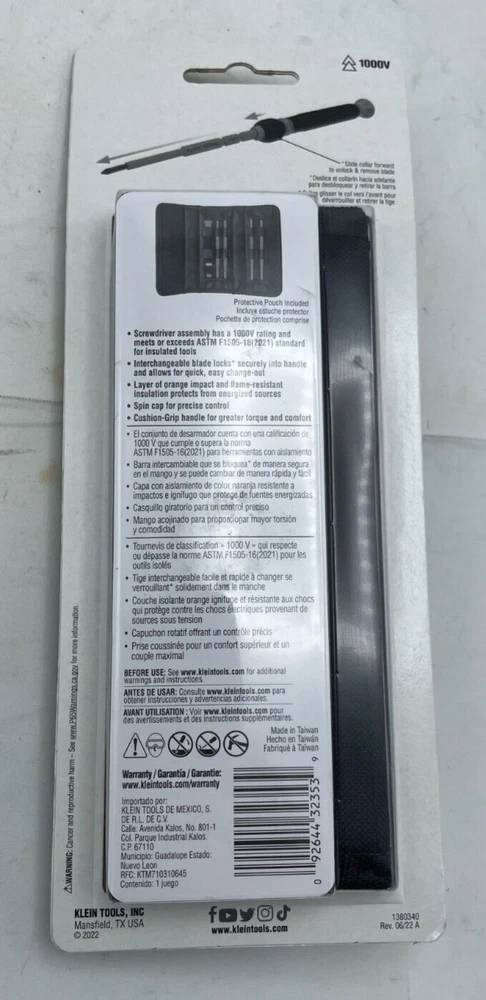 1000V
*Slide collar forward
to unlock & remove blade
*Deslice el collarín hacia adelante
para desbloquear y retirar la barra
glisser le col vers l'avant pour
déverrouiller et retirer la tige
Protective Pouch Included
Incluye estuche protector
Pochette de protection comprise
• Screwdriver assembly has a 1000V rating and
meets or exceeds ASTM F1505-16(2021) standard
for insulated tools
• Interchangeable blade locks* securely into handle
and allows for quick, easy change-out
• Layer of orange impact and flame-resistant
insulation protects from energized sources
• Spin cap for precise control
• Cushion-Grip handle for greater torque and comfort
• El conjunto de desarmador cuenta con una calificación de
1000 V que cumple o supera la norma
ASTM F1505-16(2021) para herramientas con aislamiento
• Barra intercambiable que se bloquea* de manera segura
en el mango y se puede cambiar de manera rápida y fácil
• Capa con aislamiento de color naranja resistente a
impactos e ignífugo que protege de fuentes energizadas
• Casquillo giratorio para un control preciso
• Mango acojinado para proporcionar mayor torsión
y comodidad
• Tournevis de classification « 1000 V » qui respecte
ou dépasse la norme ASTM F1505-16(2021) pour les
outils isolés
• Tige interchangeable facile et rapide à changer se
verrouillant* solidement dans le manche
• Couche isolante orange ignifuge et résistante aux chocs
qui protège contre les chocs électriques provenant de
sources sous tension
• Capuchon rotatif offrant un contrôle précis
• Prise coussinée pour un confort supérieur et un
couple maximal
BEFORE USE: See www.kleintools.com for additional
warnings and instructions.
ANTES DE USAR: Consulte www.kleintools.com para
obtener instrucciones y advertencias adicionales.
AVANT UTILISATION : Voir www.kleintools.com pour
des avertissements et des instructions supplémentaires.
Made in Taiwan
Hecho en Taiwán
Fabriqué à Taiwan
Warranty / Garantía / Garantie:
www.kleintools.com/warranty
Importado por:
KLEIN TOOLS DE MEXICO, S.
DE R.L. DE C.V.
Calle: Avenida Kalos, No. 801-1
Col. Parque Industrial Kalos.
C.P. 67110
Municipio: Guadalupe Estado:
Nuevo Leon
RFC: KTM710310645
Contenido: 1 juego
0 92644 32353 9
WARNING: Cancer and reproductive harm – See www.P65Warnings.ca.gov for more information.
KLEIN TOOLS, INC
Mansfield, TX USA
© 2022
www.kleintools.com
1380340
Rev. 06/22 A